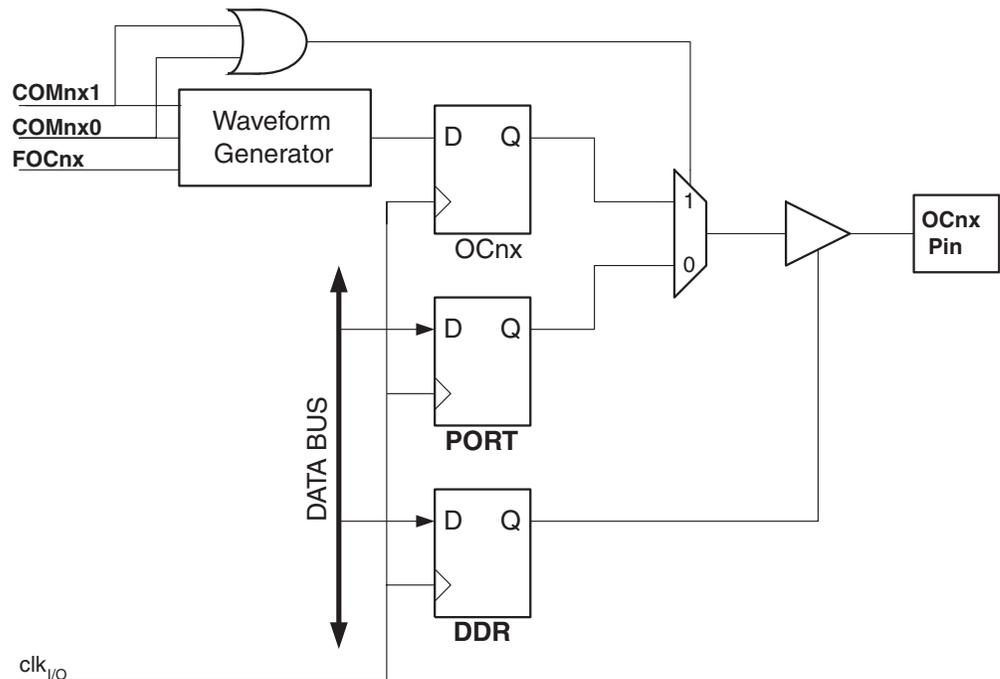 COMnx1
COMnx0
FOCnx
Waveform
Generator
D Q
OCnx
1
0
OCnx
Pin
D Q
PORT
DATA BUS
D Q
DDR
clkI/O